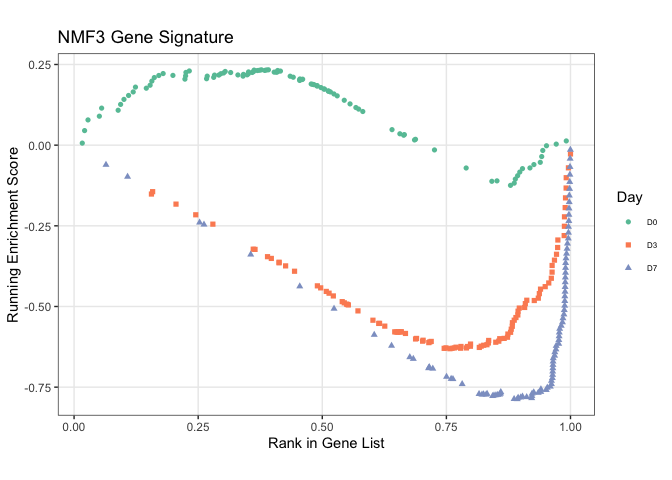 NMF3 Gene Signature
0.25
0.00
-0.25
-0.50
-0.75
Running Enrichment Score
0.00 0.25 0.50 0.75 1.00
Rank in Gene List
Day
D0
D3
D7